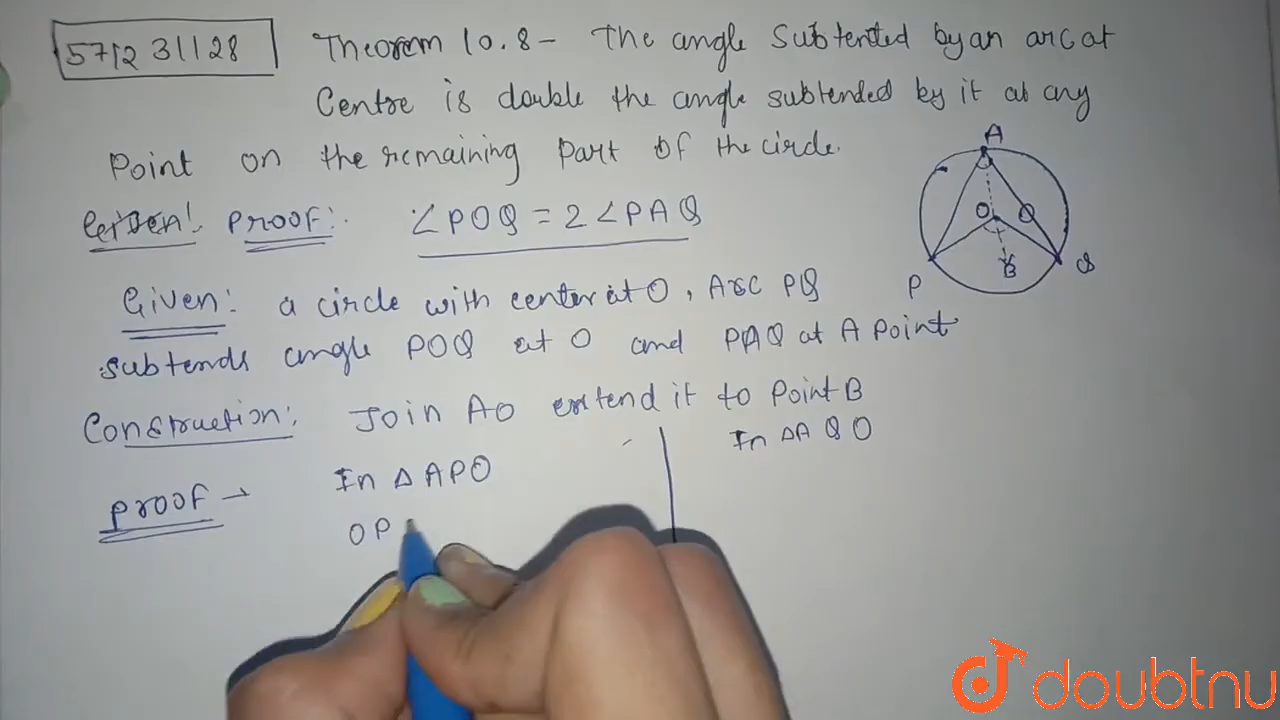 571231128
Theorem 10.8 - The angle Subtended by an arc at
Centre is double the angle subtended by it at any
Point on the remaining Part of the circle.
Proof:- ∠POQ = 2∠PAQ
Given: a circle with center at O, Arc PQ
subtends angle POQ at O and PAQ at A Point
Construction: Join AO extend it to Point B
Proof → In △APO
OP
In △AQO
A
O
B
P
Q
doubtnut